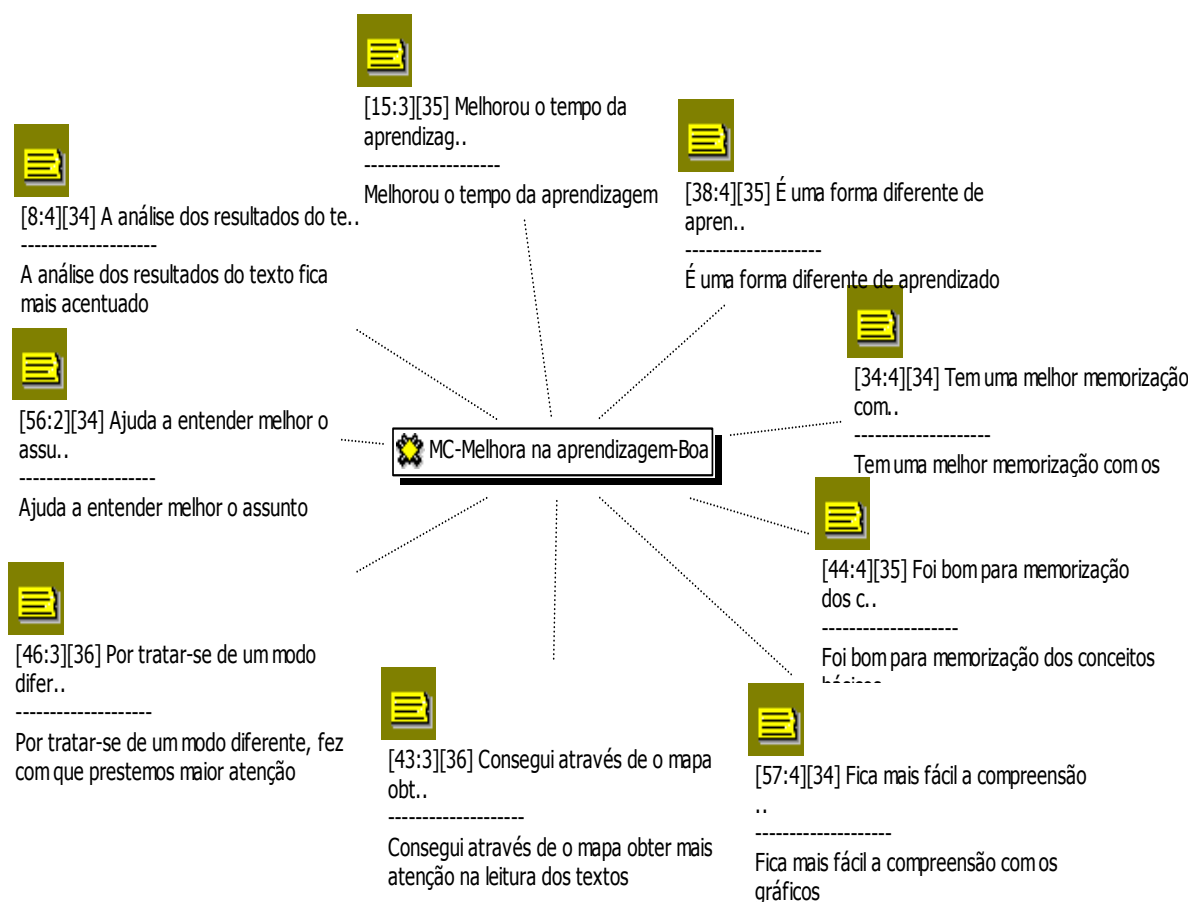 [15:3][35] Melhorou o tempo da
aprendizag..
--------------------
Melhorou o tempo da aprendizagem
[38:4][35] É uma forma diferente de
apren..
--------------------
É uma forma diferente de aprendizado
[8:4][34] A análise dos resultados do te..
--------------------
A análise dos resultados do texto fica
mais acentuado
[34:4][34] Tem uma melhor memorização
com..
--------------------
Tem uma melhor memorização com os
[56:2][34] Ajuda a entender melhor o
assu..
--------------------
Ajuda a entender melhor o assunto
MC-Melhora na aprendizagem-Boa
[44:4][35] Foi bom para memorização
dos c..
--------------------
Foi bom para memorização dos conceitos
[46:3][36] Por tratar-se de um modo
difer..
--------------------
Por tratar-se de um modo diferente, fez
com que prestemos maior atenção
[43:3][36] Consegui através de o mapa
obt..
--------------------
Consegui através de o mapa obter mais
atenção na leitura dos textos
[57:4][34] Fica mais fácil a compreensão
..
--------------------
Fica mais fácil a compreensão com os
gráficos